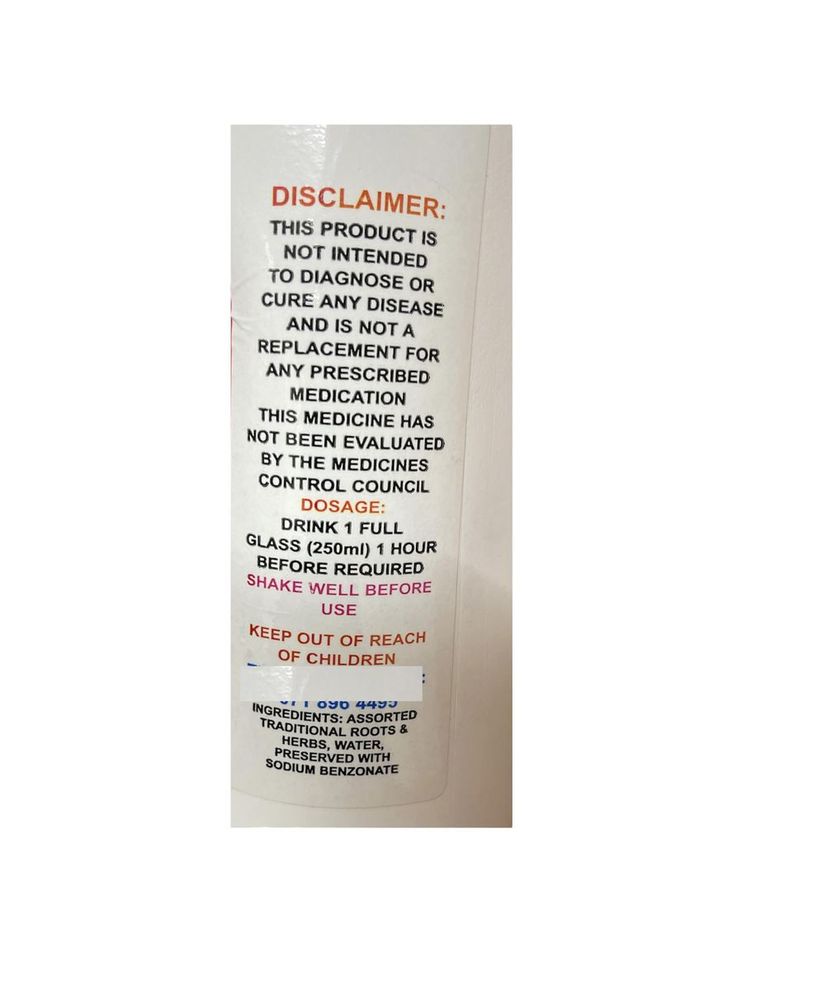 DISCLAIMER:
THIS PRODUCT IS
NOT INTENDED
TO DIAGNOSE OR
CURE ANY DISEASE
AND IS NOT A
REPLACEMENT FOR
ANY PRESCRIBED
MEDICATION
THIS MEDICINE HAS
NOT BEEN EVALUATED
BY THE MEDICINES
CONTROL COUNCIL
DOSAGE:
DRINK 1 FULL
GLASS (250ml) 1 HOUR
BEFORE REQUIRED
SHAKE WELL BEFORE
USE
KEEP OUT OF REACH
OF CHILDREN
071 896 4495
INGREDIENTS: ASSORTED
TRADITIONAL ROOTS &
HERBS, WATER,
PRESERVED WITH
SODIUM BENZONATE